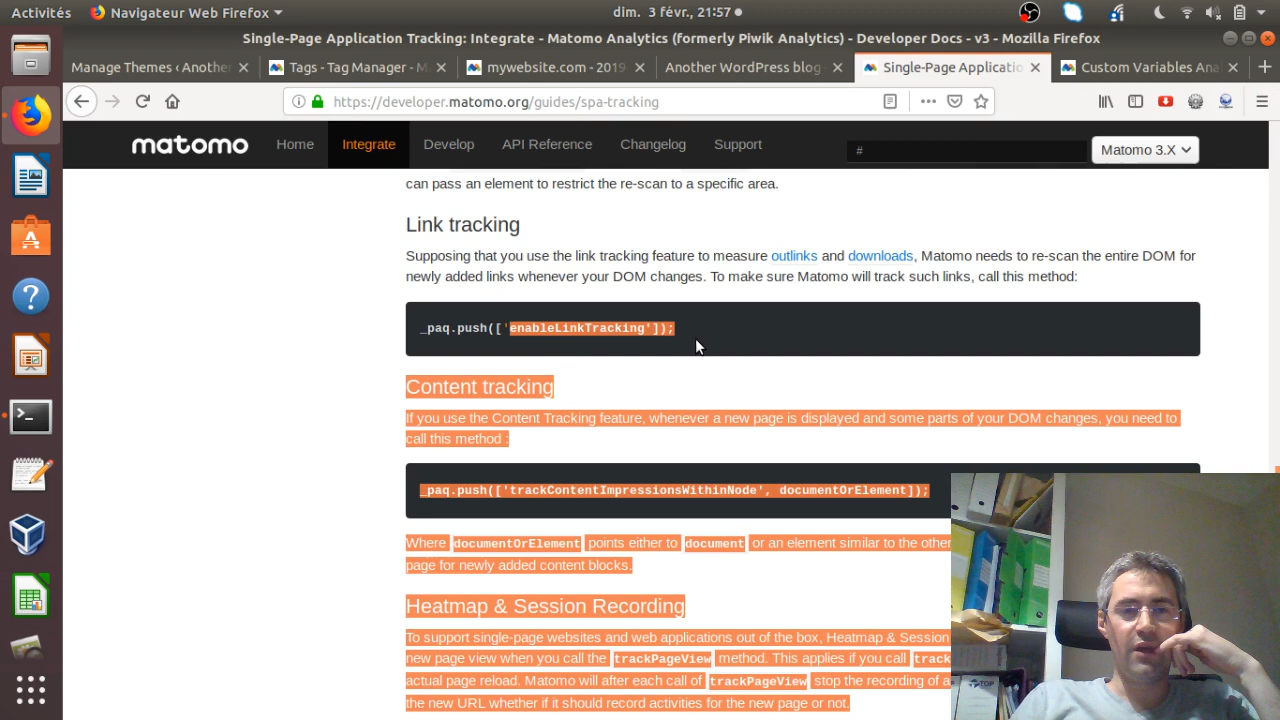 Activités
Navigateur Web Firefox
dim. 3 févr., 21:57
Single-Page Application Tracking: Integrate - Matomo Analytics (formerly Piwik Analytics) - Developer Docs - v3 - Mozilla Firefox
Manage Themes ‹ Anothe
Tags - Tag Manager - M
mywebsite.com - 2019-
Another WordPress blog
Single-Page Applicatio
Custom Variables Ana
https://developer.matomo.org/guides/spa-tracking
matomo
Home
Integrate
Develop
API Reference
Changelog
Support
#
Matomo 3.X
can pass an element to restrict the re-scan to a specific area.
Link tracking
Supposing that you use the link tracking feature to measure outlinks and downloads, Matomo needs to re-scan the entire DOM for
newly added links whenever your DOM changes. To make sure Matomo will track such links, call this method:
_paq.push(['enableLinkTracking']);
Content tracking
If you use the Content Tracking feature, whenever a new page is displayed and some parts of your DOM changes, you need to
call this method :
_paq.push(['trackContentImpressionsWithinNode', documentOrElement]);
Where documentOrElement points either to document or an element similar to the other
page for newly added content blocks.
Heatmap & Session Recording
To support single-page websites and web applications out of the box, Heatmap & Session
new page view when you call the trackPageView method. This applies if you call track
actual page reload. Matomo will after each call of trackPageView stop the recording of a
the new URL whether if it should record activities for the new page or not.